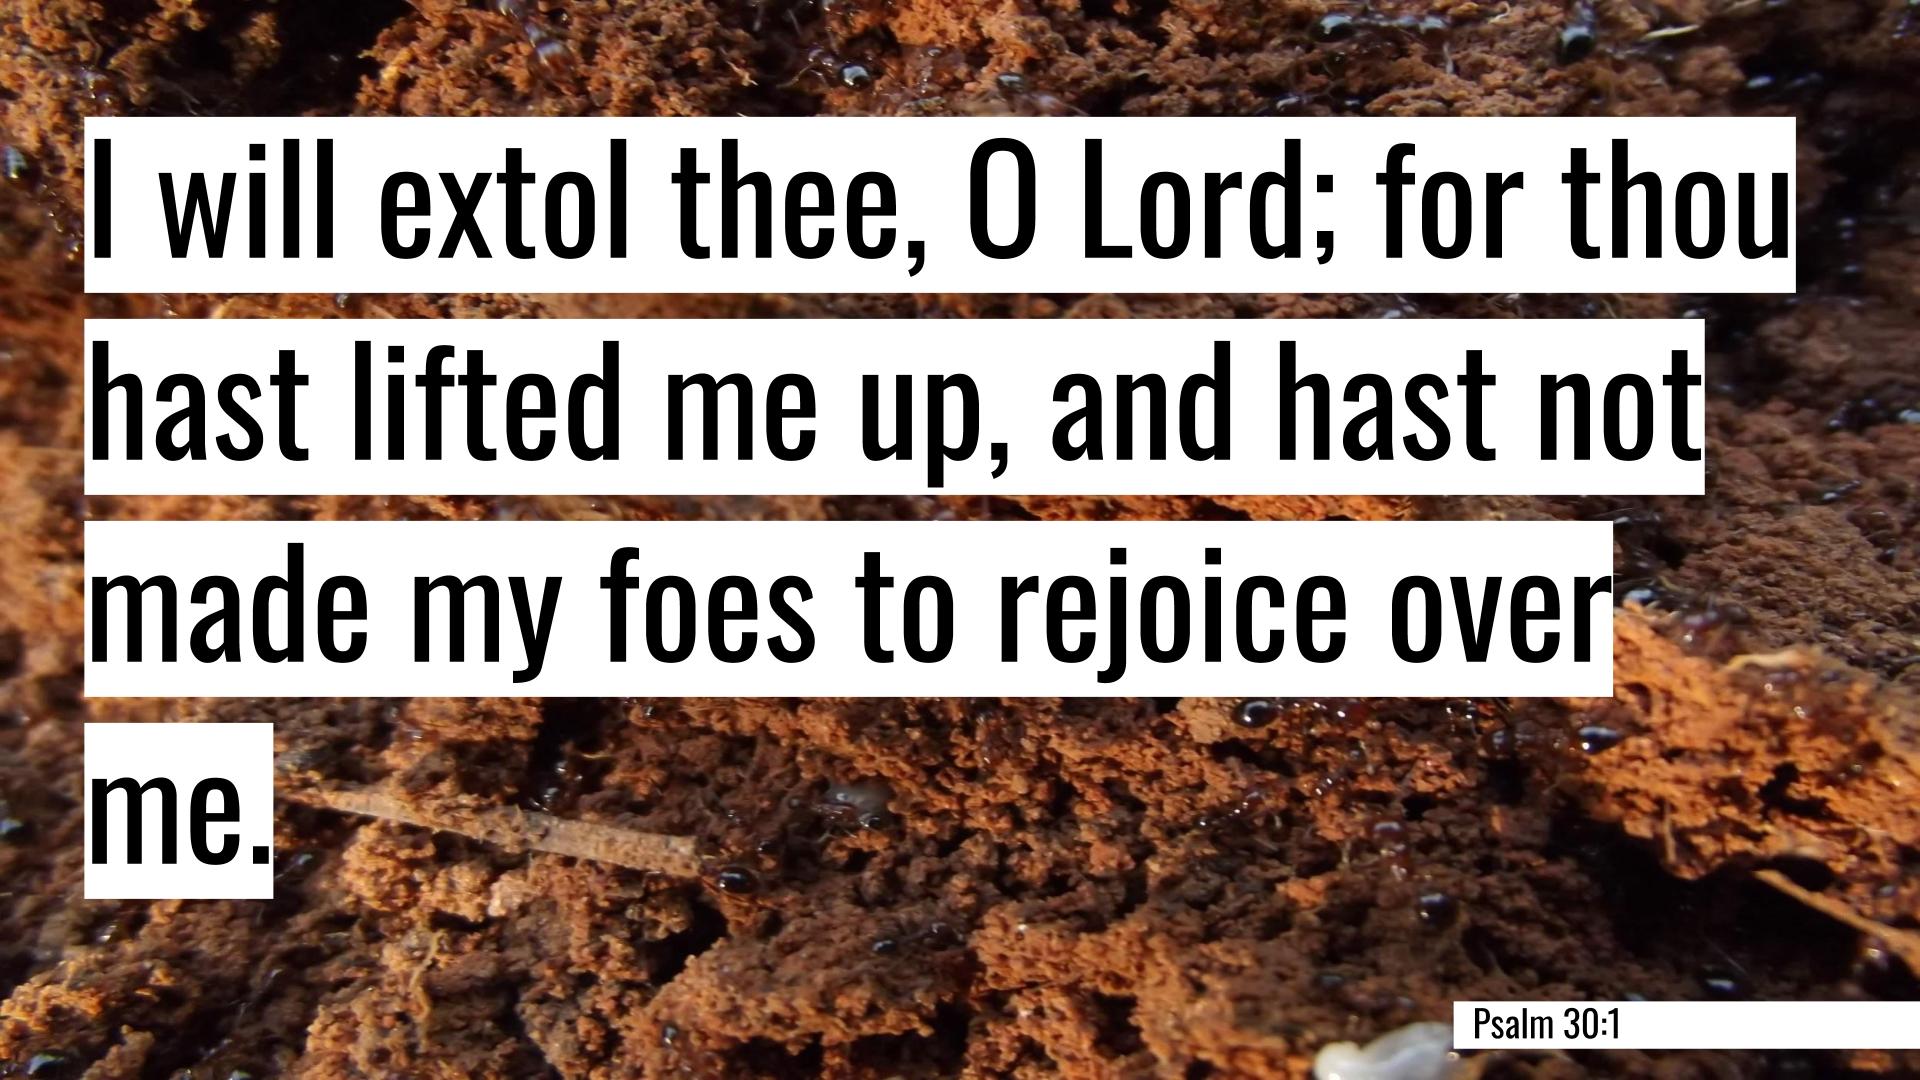 I will extol thee, O Lord; for thou
hast lifted me up, and hast not
made my foes to rejoice over
me.
Psalm 30:1